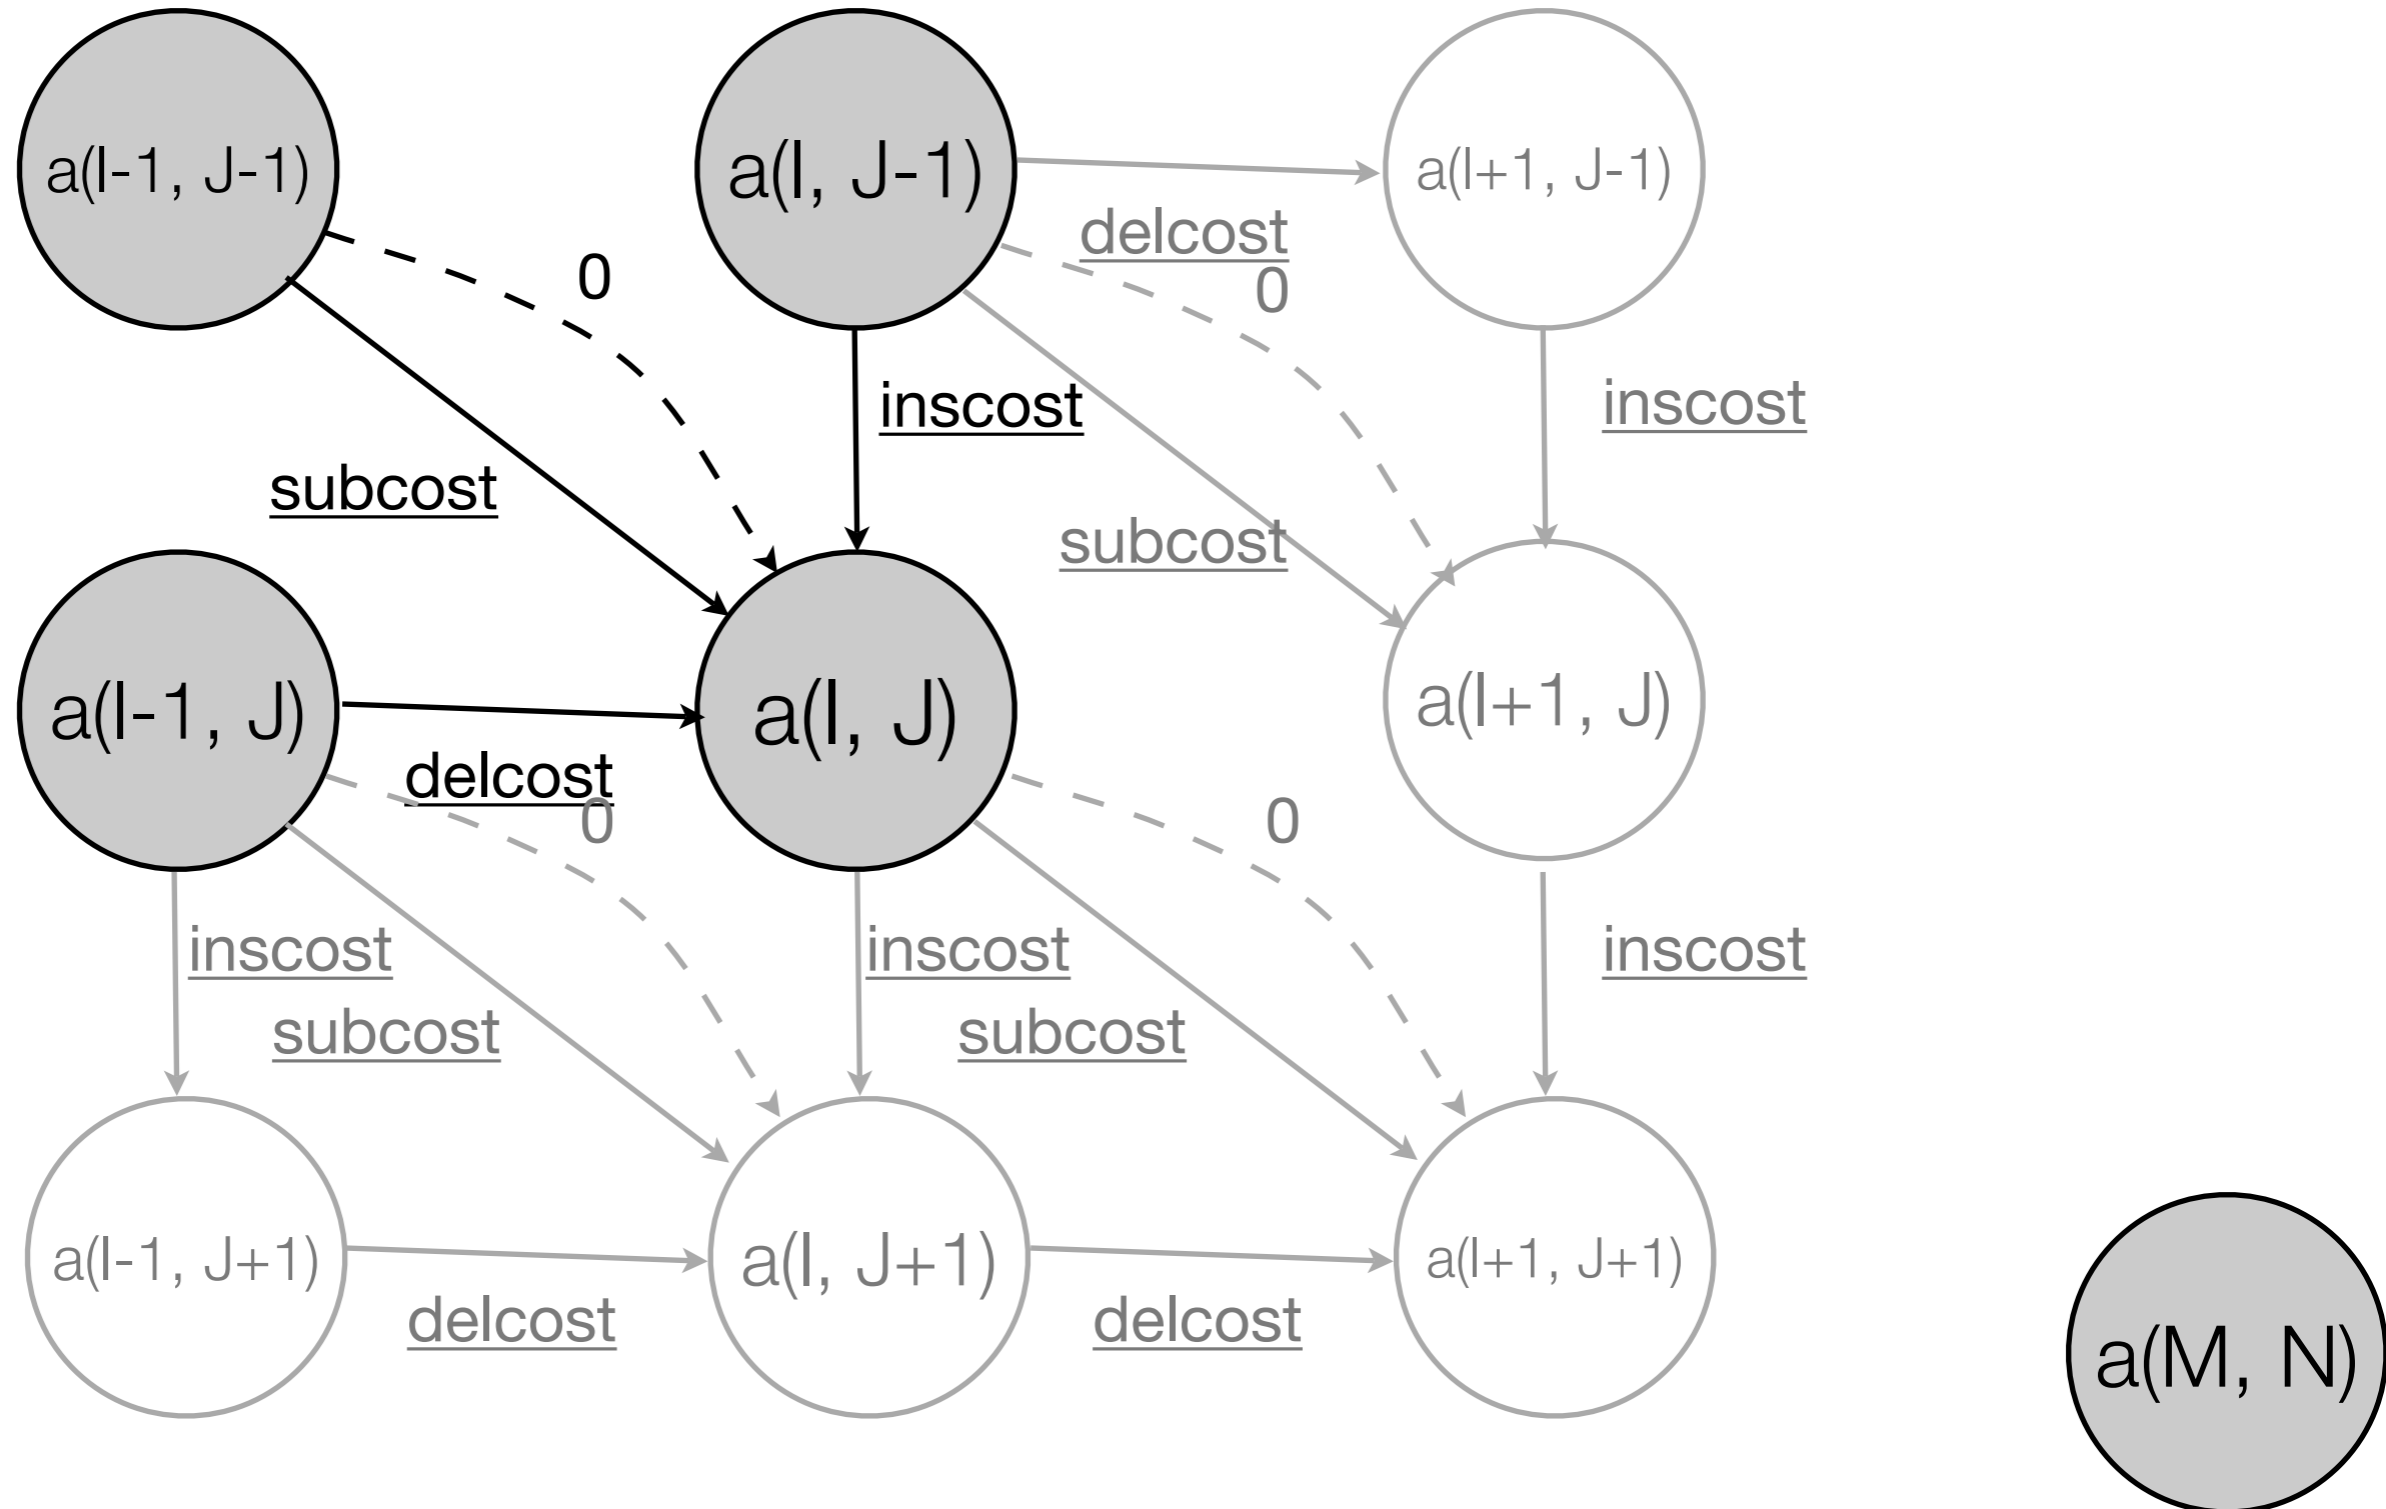 a(I-1, J-1)
a(I, J-1)
a(I+1, J-1)
delcost
0
0
inscost
inscost
subcost
subcost
a(I-1, J)
a(I, J)
a(I+1, J)
delcost
0
0
inscost
inscost
inscost
subcost
subcost
a(I-1, J+1)
a(I, J+1)
a(I+1, J+1)
delcost
delcost
a(M, N)